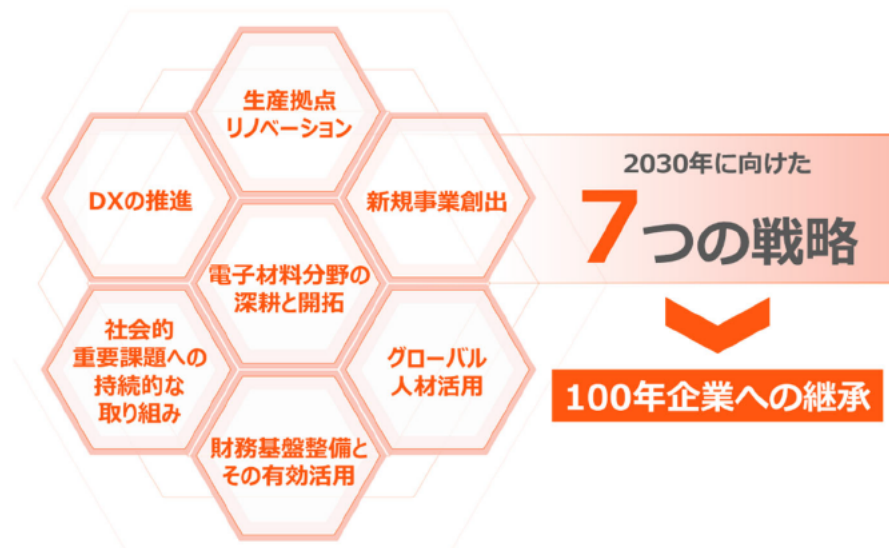 生産拠点
リノベーション
DXの推進
新規事業創出
電子材料分野の
深耕と開拓
社会的
重要課題への
持続的な
取り組み
グローバル
人材活用
財務基盤整備と
その有効活用
2030年に向けた
7つの戦略
100年企業への継承